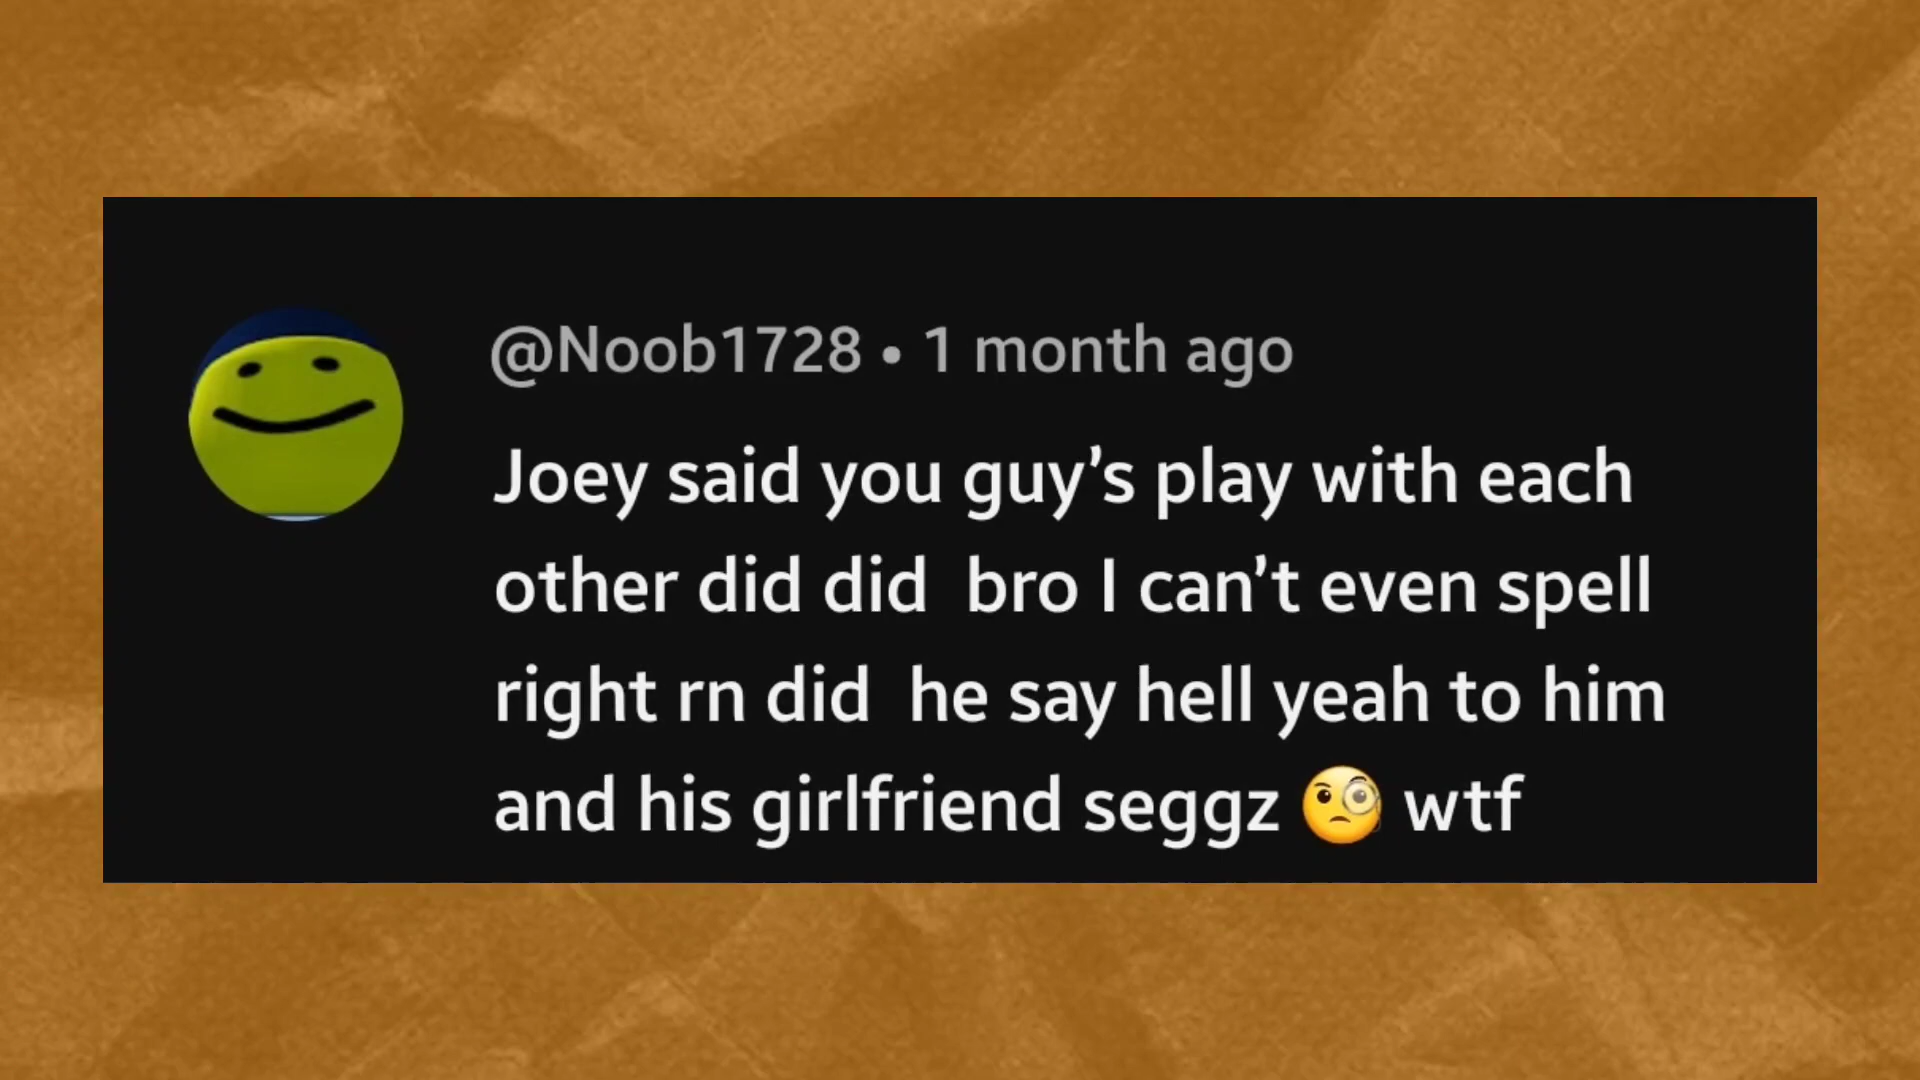 @Noob1728 • 1 month ago
Joey said you guy’s play with each
other did did  bro I can’t even spell
right rn did  he say hell yeah to him
and his girlfriend seggz 🧐 wtf